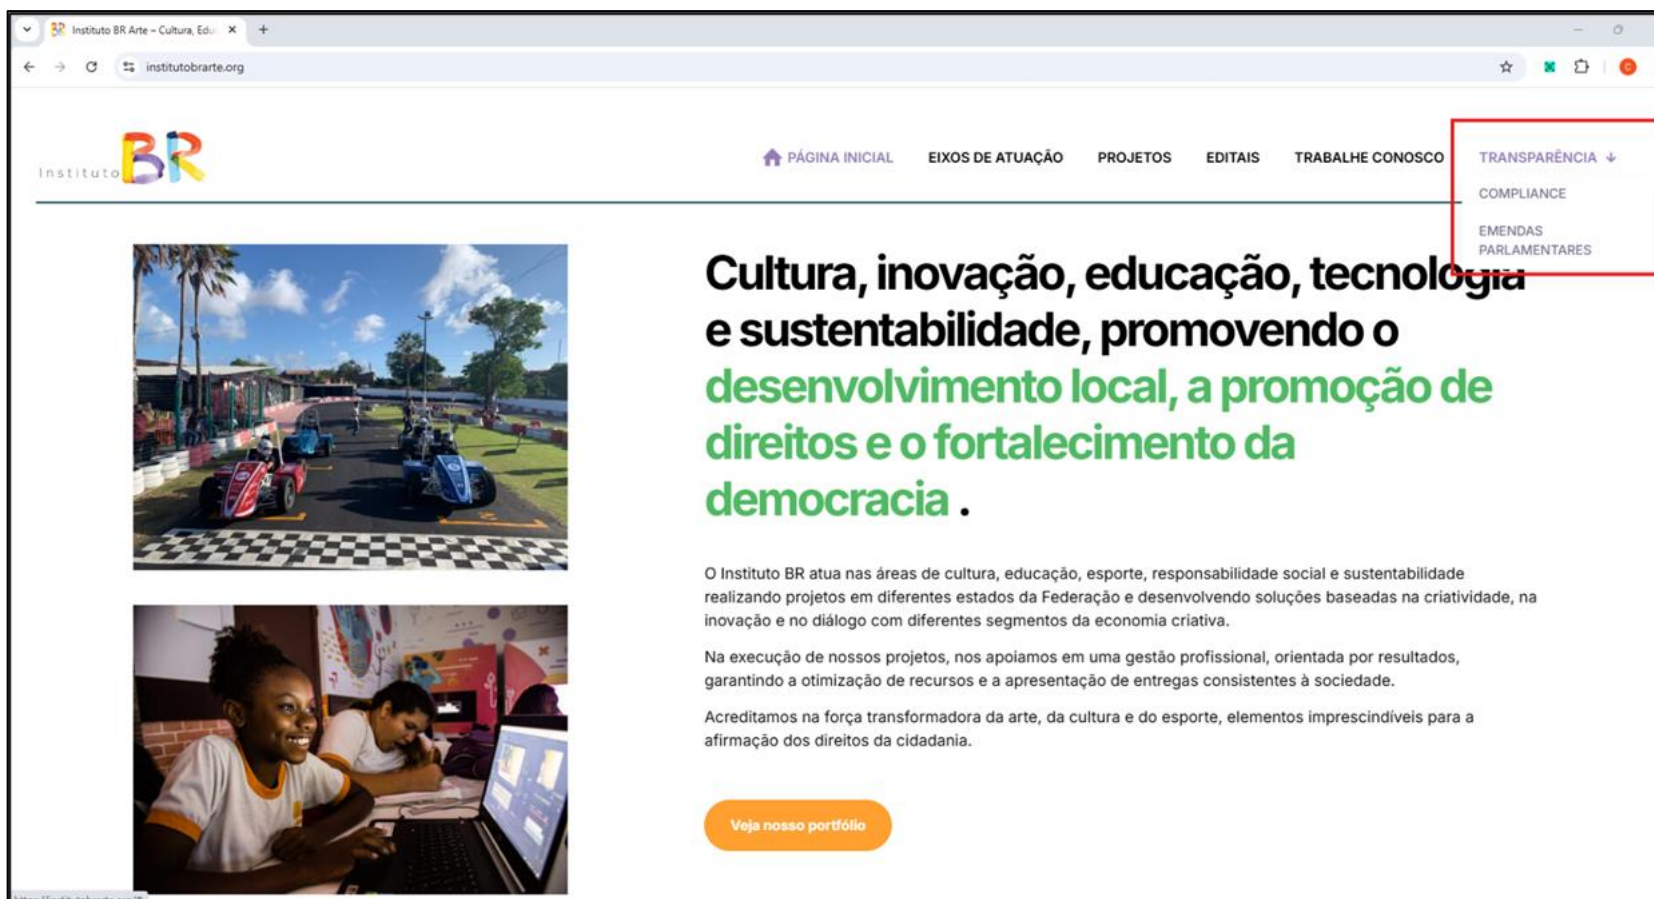 Instituto BR Arte – Cultura, Edu
institutobrarte.org
Instituto BR
PÁGINA INICIAL
EIXOS DE ATUAÇÃO
PROJETOS
EDITAIS
TRABALHE CONOSCO
TRANSPARÊNCIA
COMPLIANCE
EMENDAS
PARLAMENTARES
Cultura, inovação, educação, tecnologia
e sustentabilidade, promovendo o
desenvolvimento local, a promoção de
direitos e o fortalecimento da
democracia .
O Instituto BR atua nas áreas de cultura, educação, esporte, responsabilidade social e sustentabilidade
realizando projetos em diferentes estados da Federação e desenvolvendo soluções baseadas na criatividade, na
inovação e no diálogo com diferentes segmentos da economia criativa.
Na execução de nossos projetos, nos apoiamos em uma gestão profissional, orientada por resultados,
garantindo a otimização de recursos e a apresentação de entregas consistentes à sociedade.
Acreditamos na força transformadora da arte, da cultura e do esporte, elementos imprescindíveis para a
afirmação dos direitos da cidadania.
Veja nosso portfólio